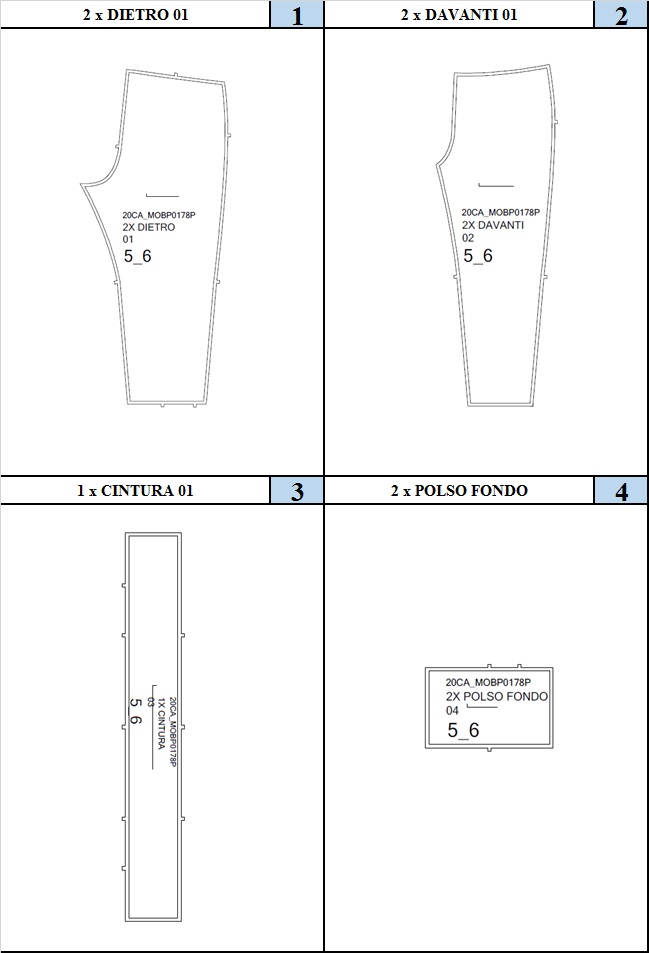 2 x DIETRO 01
1
2 x DAVANTI 01
2
20CA_MOBP0178P
2X DIETRO
01
5_6
20CA_MOBP0178P
2X DAVANTI
02
5_6
1 x CINTURA 01
3
2 x POLSO FONDO
4
20CA_MOBP0178P
1X CINTURA
03
5_6
20CA_MOBP0178P
2X POLSO FONDO
04
5_6